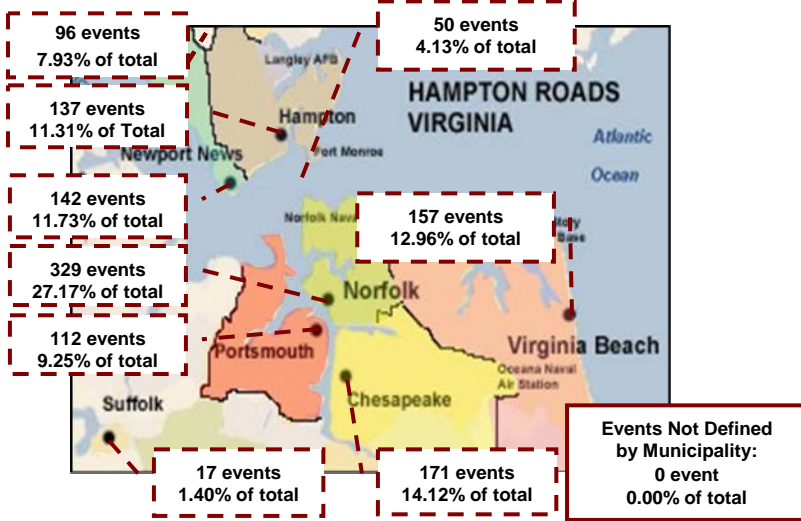 96 events
7.93% of total
50 events
4.13% of total
Langley AFB
137 events
11.31% of Total
Hampton
HAMPTON ROADS
VIRGINIA
Newport News
Fort Monroe
Atlantic
Ocean
142 events
11.73% of total
Norfolk Nava
157 events
12.96% of total
Base
329 events
27.17% of total
Norfolk
112 events
9.25% of total
Portsmouth
Virginia Beach
Oceana Naval
Air Station
Suffolk
Chesapeake
Events Not Defined
by Municipality:
0 event
0.00% of total
17 events
1.40% of total
171 events
14.12% of total